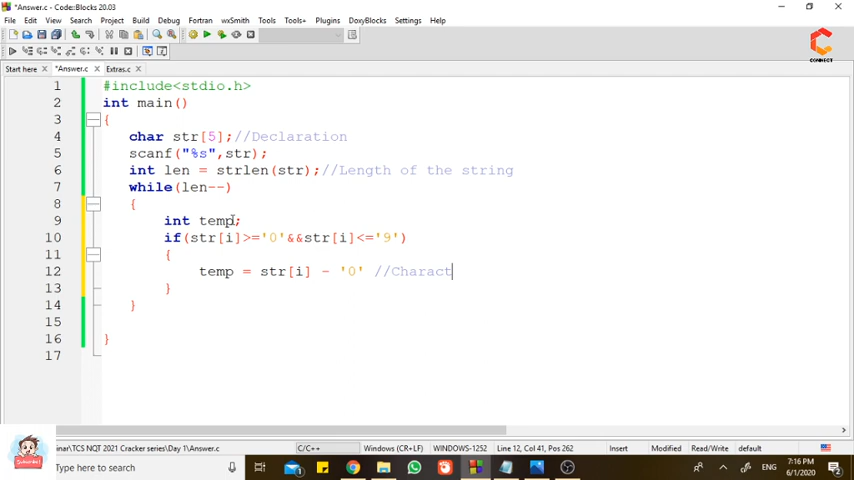 *Answer.c - Code::Blocks 20.03
File Edit View Search Project Build Debug Fortran wxSmith Tools Tools+ Plugins DoxyBlocks Settings Help
CONNECT
Start here *Answer.c Extras.c
1 #include<stdio.h>
2 int main()
3 {
4 char str[5];//Declaration
5 scanf("%s",str);
6 int len = strlen(str);//Length of the string
7 while(len--)
8 {
9 int temp;
10 if(str[i]>='0'&&str[i]<='9')
11 {
12 temp = str[i] - '0' //Charact
13 }
14 }
15
16 }
17
inar\TCS NQT 2021 Cracker series\Day 1\Answer.c C/C++ Windows (CR+LF) WINDOWS-1252 Line 12, Col 41, Pos 262 Insert Modified Read/Write default
Type here to search ENG 7:16 PM 6/1/2020 2